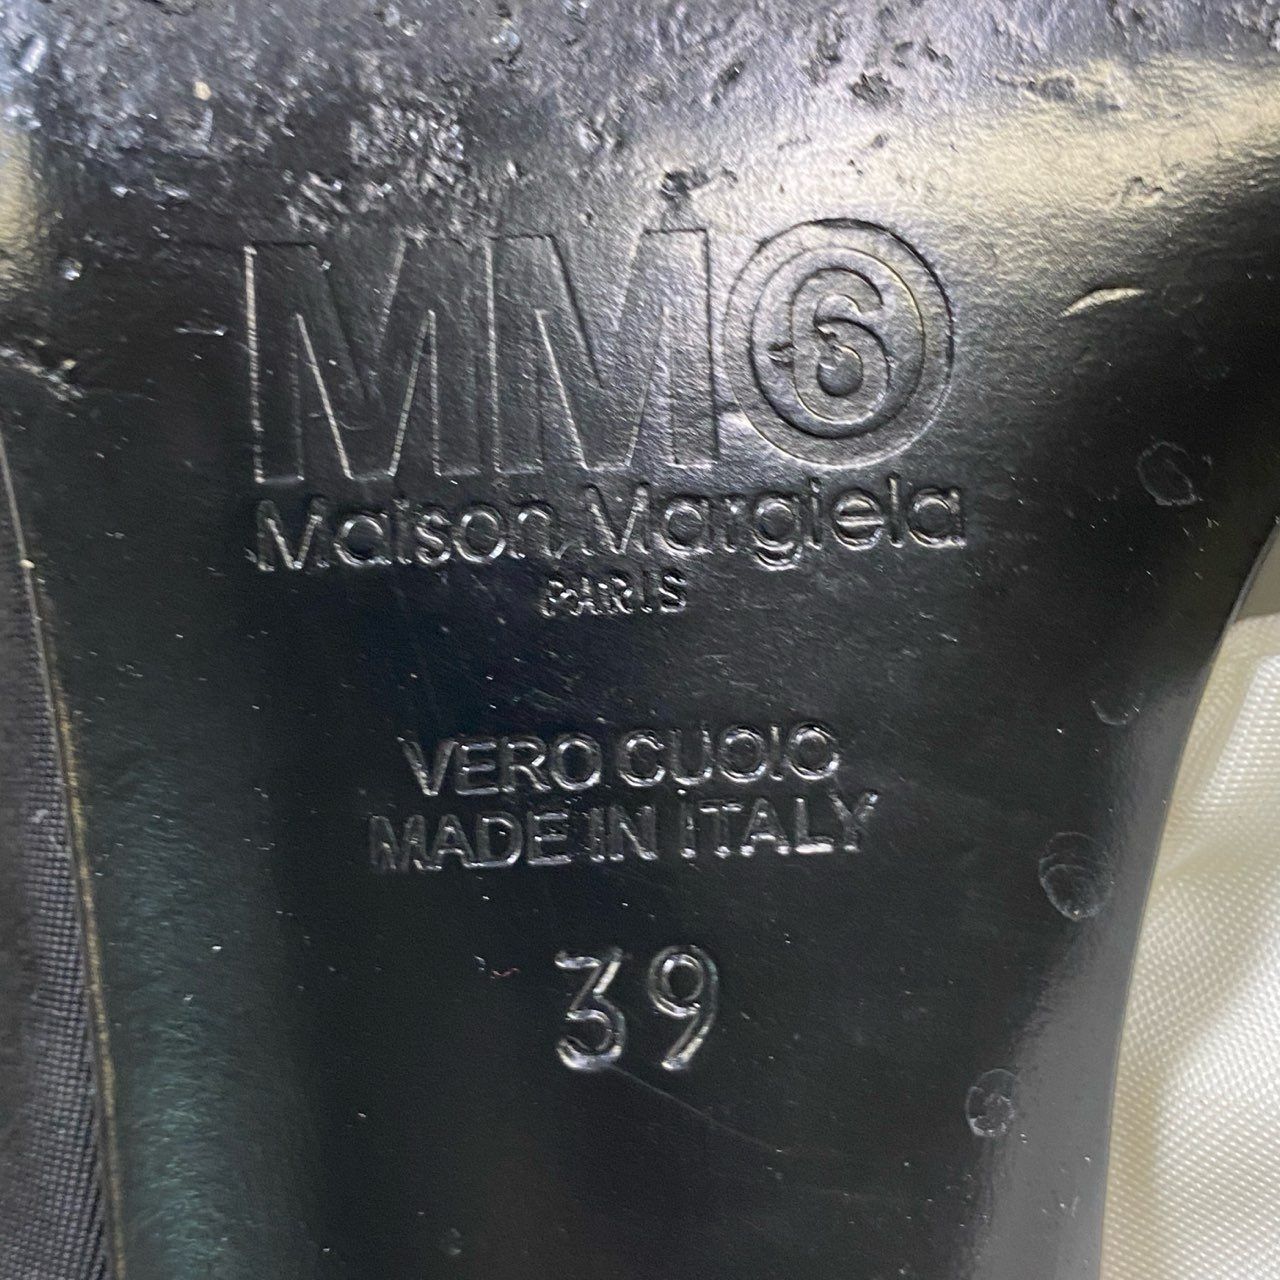 MM6
Maison Margiela
PARIS
VERO CUOIO
MADE IN ITALY
39